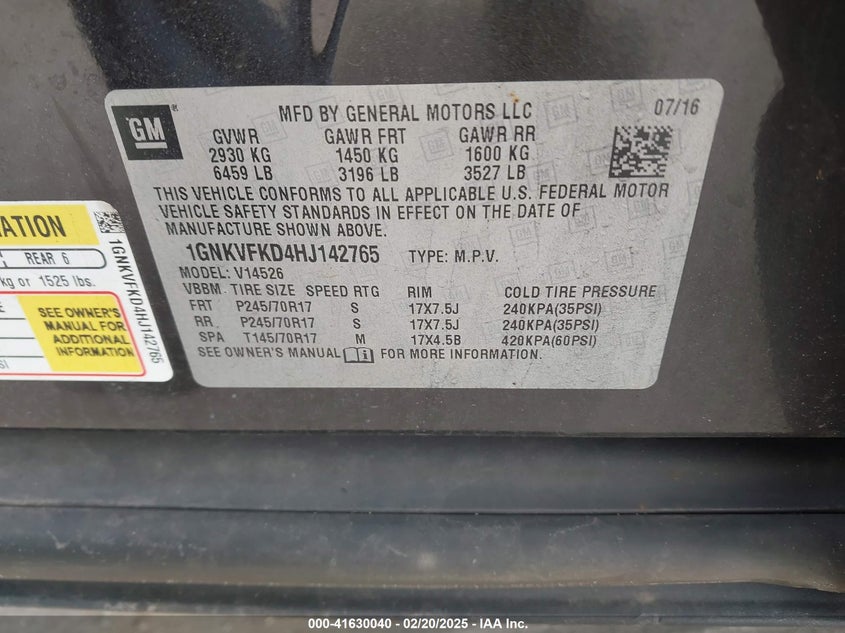 GM
MFD BY GENERAL MOTORS LLC 07/16
GVWR GAWR FRT GAWR RR
2930 KG 1450 KG 1600 KG
6459 LB 3196 LB 3527 LB
THIS VEHICLE CONFORMS TO ALL APPLICABLE U.S. FEDERAL MOTOR
VEHICLE SAFETY STANDARDS IN EFFECT ON THE DATE OF
MANUFACTURE SHOWN ABOVE.
1GNKVFKD4HJ142765 TYPE: M.P.V.
MODEL: V14526
VBBM TIRE SIZE SPEED RTG RIM COLD TIRE PRESSURE
FRT P245/70R17 S 17X7.5J 240KPA(35PSI)
RR P245/70R17 S 17X7.5J 240KPA(35PSI)
SPA T145/70R17 M 17X4.5B 420KPA(60PSI)
SEE OWNER'S MANUAL FOR MORE INFORMATION.
REAR 6
kg or 1525 lbs.
SEE OWNER'S
MANUAL FOR
ADDITIONAL
INFORMATION
1GNKVFKD4HJ142765
000-41630040 - 02/20/2025 - IAA Inc.